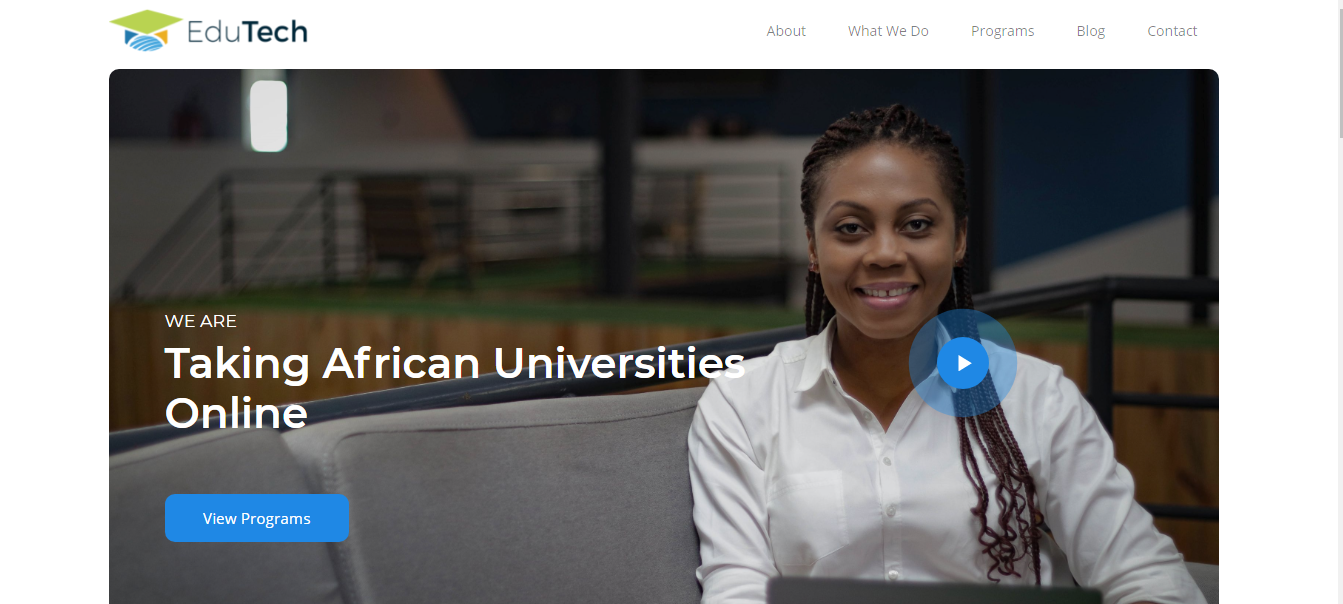 EduTech
About
What We Do
Programs
Blog
Contact
WE ARE
Taking African Universities
Online
View Programs